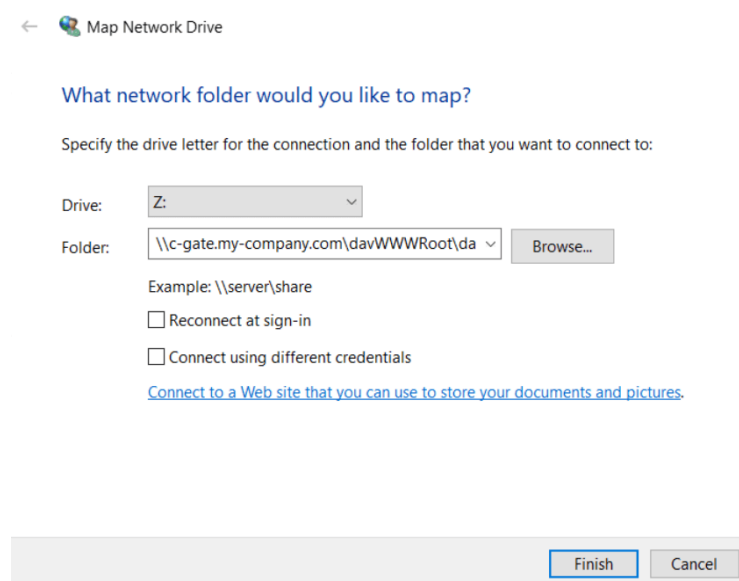 Map Network Drive
What network folder would you like to map?
Specify the drive letter for the connection and the folder that you want to connect to:
Drive: Z:
Folder: \\c-gate.my-company.com\davWWWRoot\da Browse...
Example: \\server\share
Reconnect at sign-in
Connect using different credentials
Connect to a Web site that you can use to store your documents and pictures.
Finish Cancel